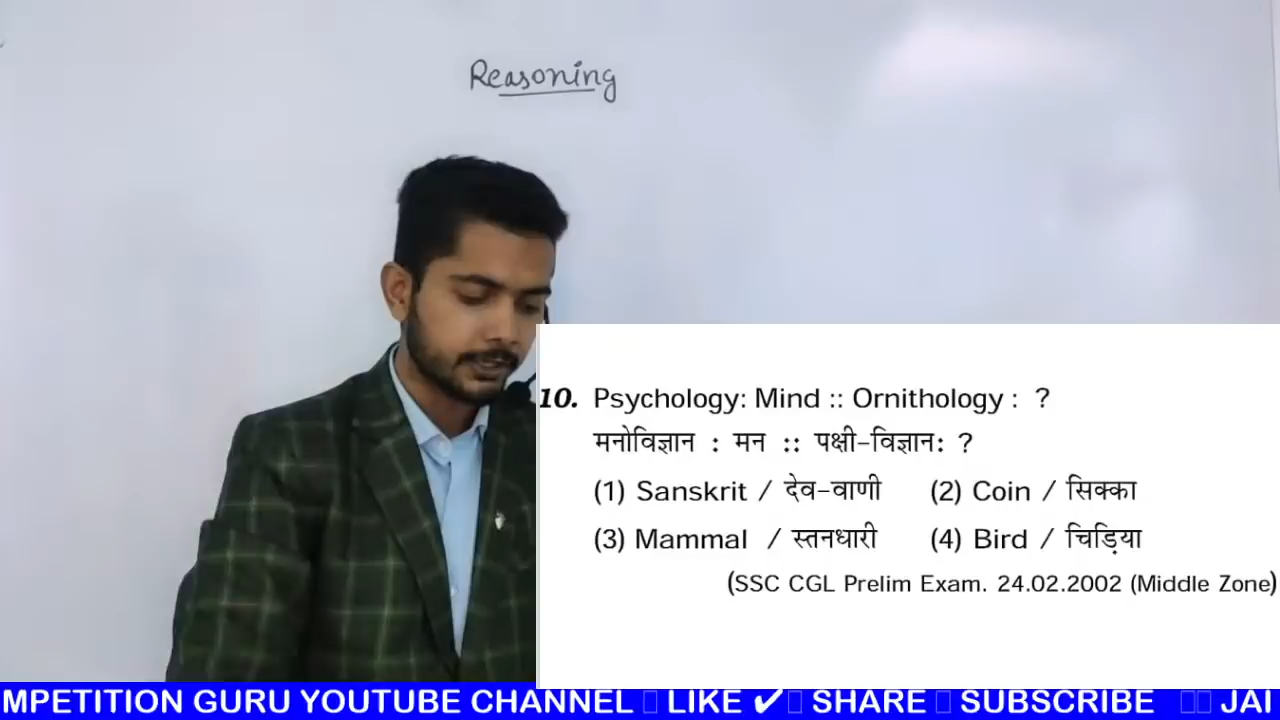 Reasoning
10. Psychology: Mind :: Ornithology : ?
मनोविज्ञान : मन :: पक्षी-विज्ञान: ?
(1) Sanskrit / देव-वाणी (2) Coin / सिक्का
(3) Mammal / स्तनधारी (4) Bird / चिड़िया
(SSC CGL Prelim Exam. 24.02.2002 (Middle Zone)
MPETITION GURU YOUTUBE CHANNEL LIKE ✔ SHARE SUBSCRIBE JAI